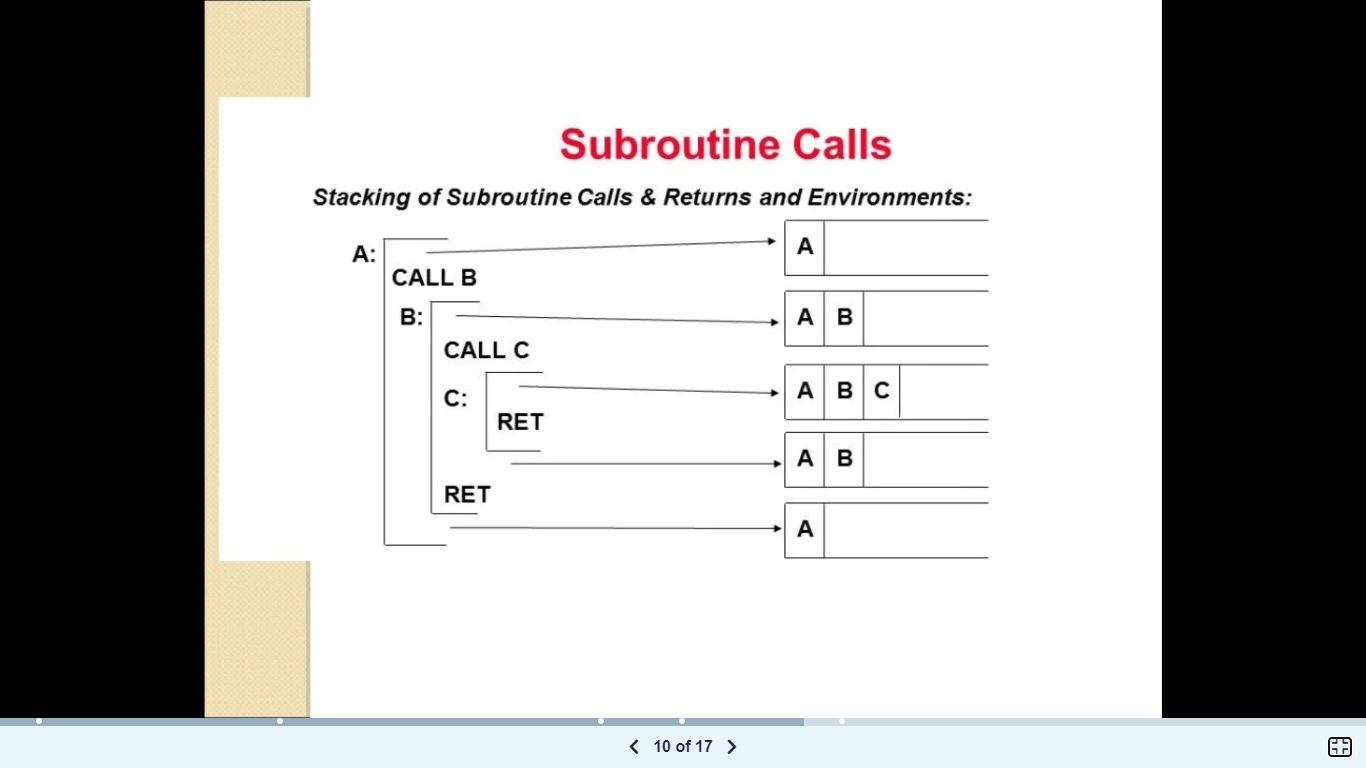 Subroutine Calls
Stacking of Subroutine Calls & Returns and Environments:
A:
A
CALL B
B:
A B
CALL C
C:
A B C
RET
A B
RET
A
10 of 17